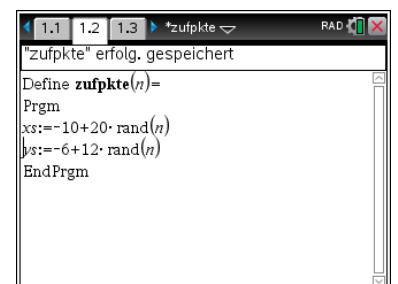 1.1 1.2 1.3 *zufpkte RAD
"zufpkte" erfolg. gespeichert
Define zufpkte(n)=
Prgm
xs:=-10+20· rand(n)
ys:=-6+12· rand(n)
EndPrgm